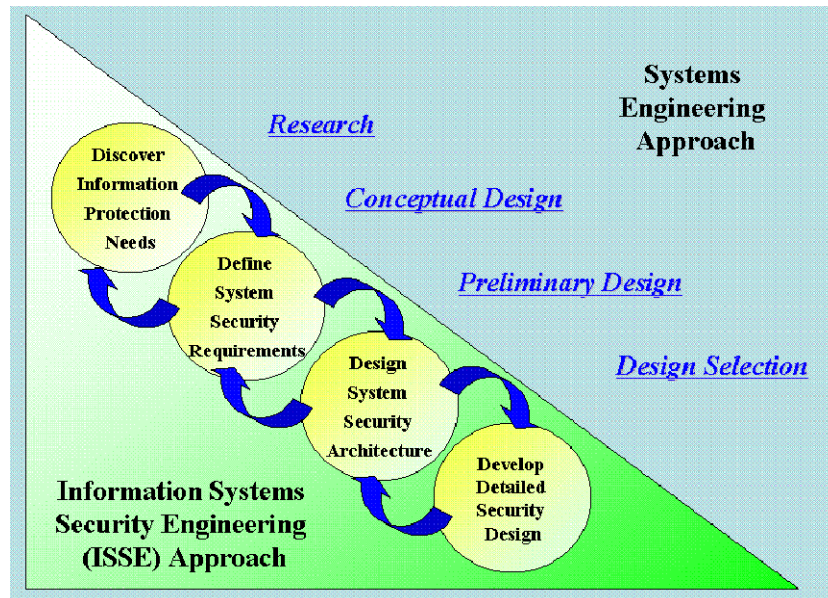 Systems
Engineering
Approach
Research
Conceptual Design
Preliminary Design
Design Selection
Discover
Information
Protection
Needs
Define
System
Security
Requirements
Design
System
Security
Architecture
Develop
Detailed
Security
Design
Information Systems
Security Engineering
(ISSE) Approach